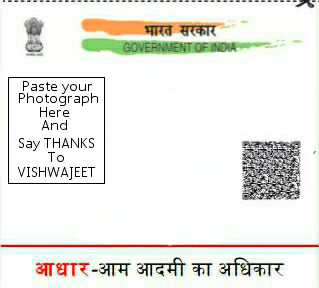 भारत सरकार
GOVERNMENT OF INDIA
Paste your
Photograph
Here
And
Say THANKS
To
VISHWAJEET
आधार-आम आदमी का अधिकार